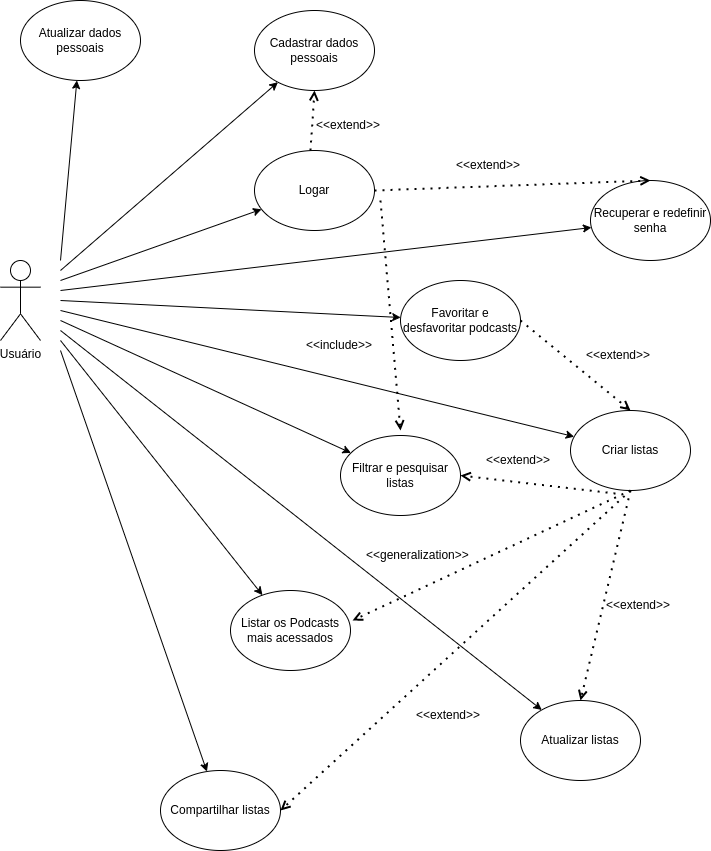 Atualizar dados
pessoais
Cadastrar dados
pessoais
<<extend>>
Logar
<<extend>>
Recuperar e redefinir
senha
Usuário
Favoritar e
desfavoritar podcasts
<<include>>
<<extend>>
Criar listas
Filtrar e pesquisar
listas
<<extend>>
<<generalization>>
Listar os Podcasts
mais acessados
<<extend>>
<<extend>>
Atualizar listas
Compartilhar listas